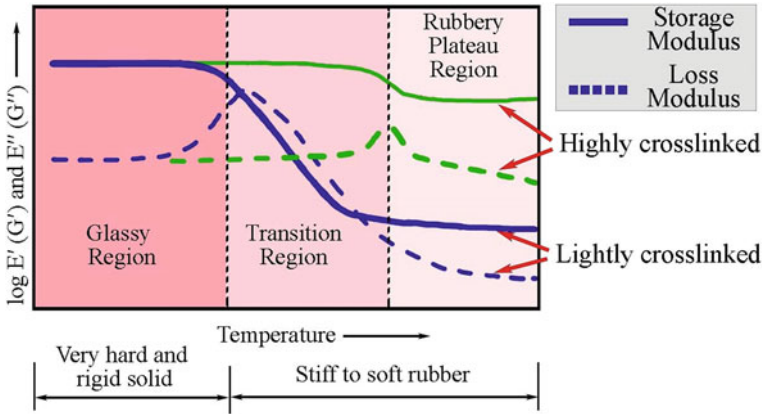 log E′ (G′) and E″ (G″)
Rubbery
Plateau
Region
Glassy
Region
Transition
Region
Storage
Modulus
Loss
Modulus
Highly crosslinked
Lightly crosslinked
Temperature
Very hard and
rigid solid
Stiff to soft rubber